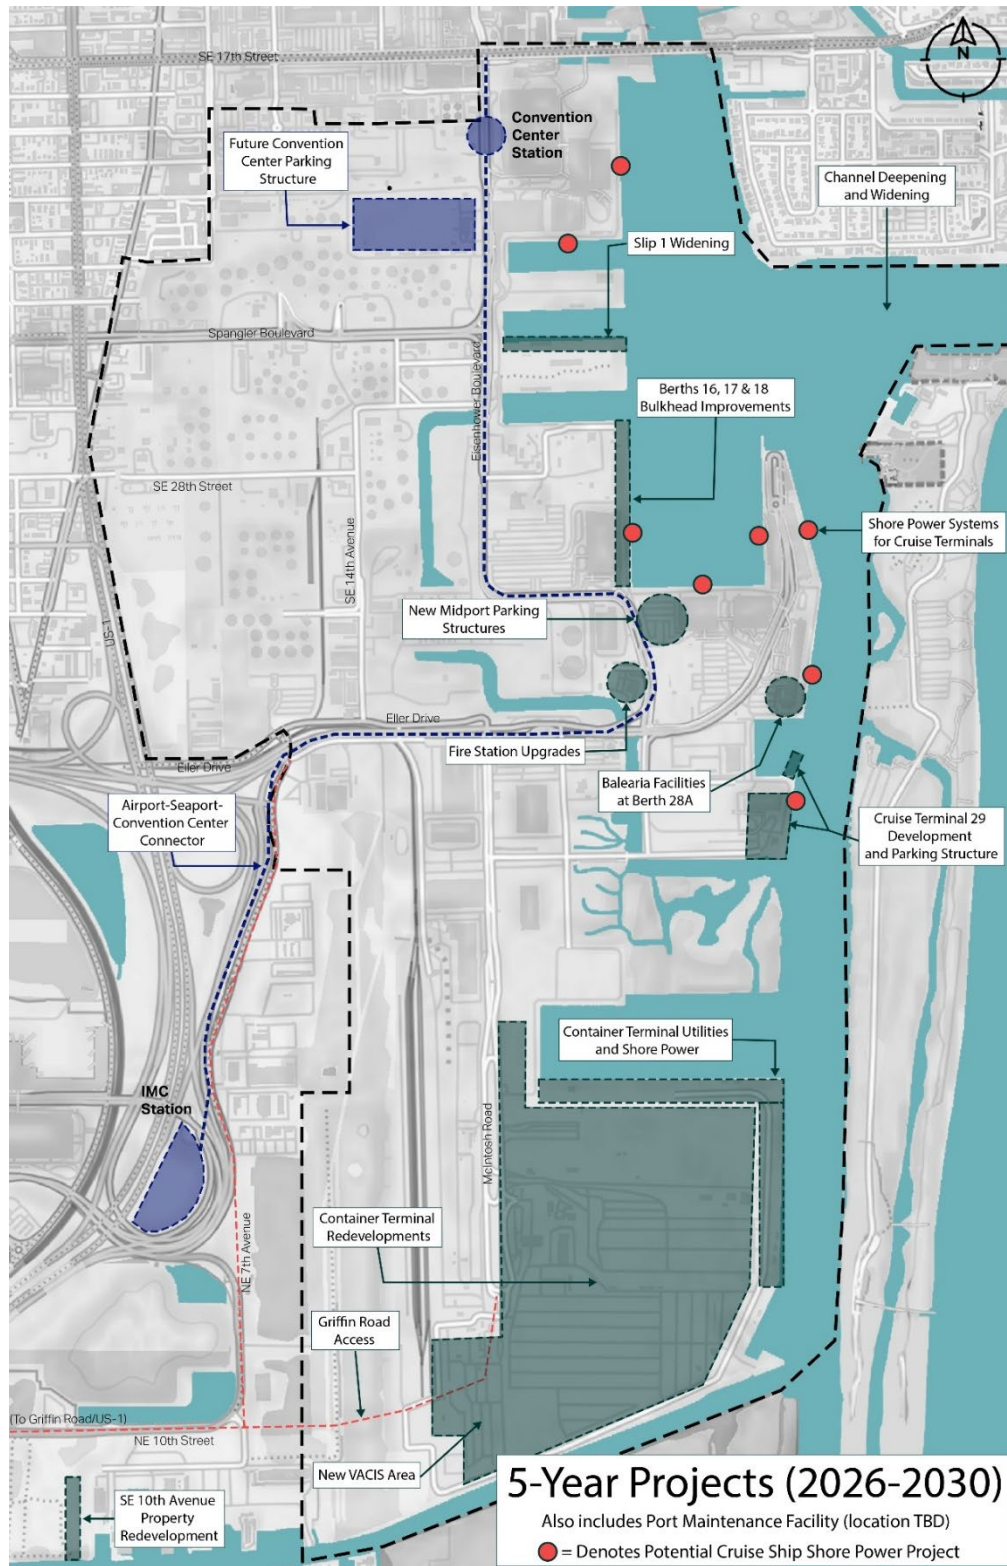 N
SE 17th Street
Convention
Center
Station
Future Convention
Center Parking
Structure
Channel Deepening
and Widening
Slip 1 Widening
Spangler Boulevard
Eisenhower Boulevard
Berths 16, 17 & 18
Bulkhead Improvements
SE 28th Street
SE 14th Avenue
Shore Power Systems
for Cruise Terminals
New Midport Parking
Structures
US-1
Eller Drive
Fire Station Upgrades
Eller Drive
Balearia Facilities
at Berth 28A
Airport-Seaport-
Convention Center
Connector
Cruise Terminal 29
Development
and Parking Structure
Container Terminal Utilities
and Shore Power
IMC
Station
McIntosh Road
NE 7th Avenue
Container Terminal
Redevelopments
Griffin Road
Access
(To Griffin Road/US-1)
NE 10th Street
New VACIS Area
SE 10th Avenue
Property
Redevelopment
5-Year Projects (2026-2030)
Also includes Port Maintenance Facility (location TBD)
= Denotes Potential Cruise Ship Shore Power Project